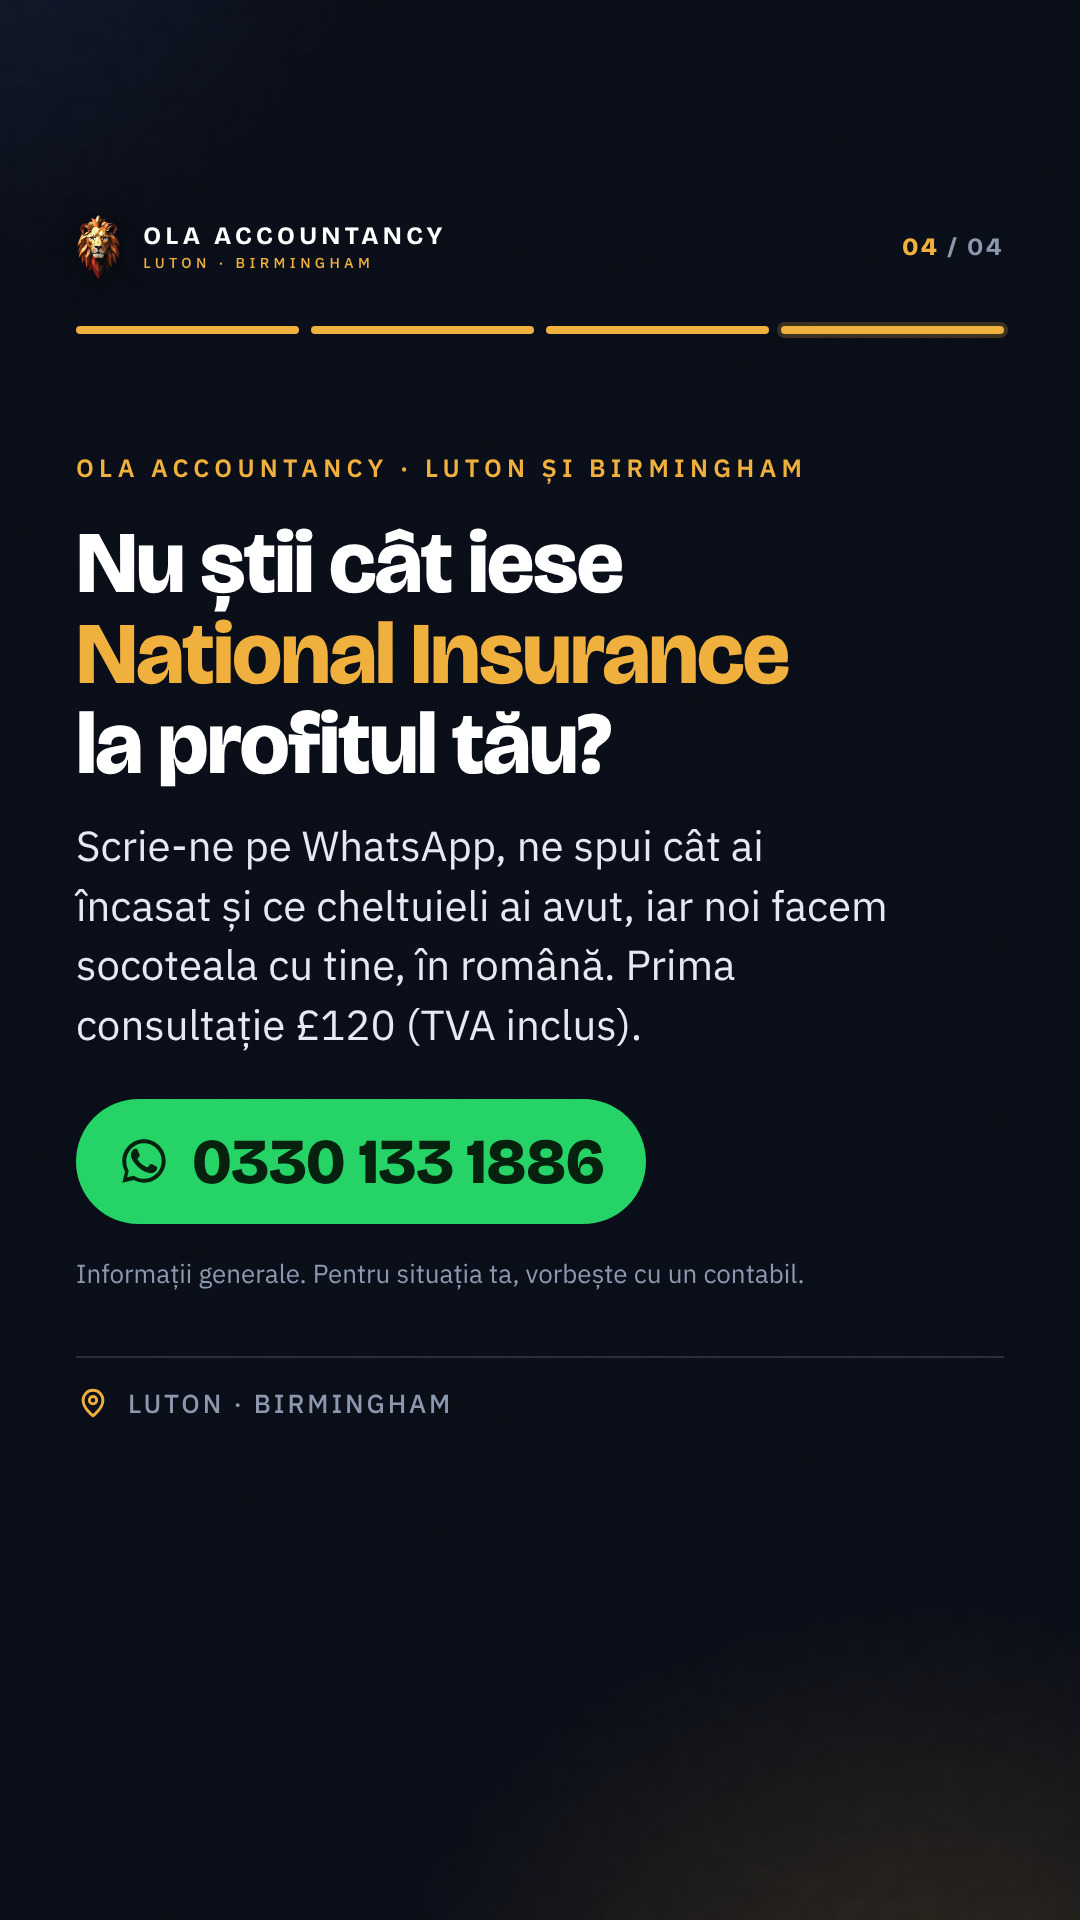 OLA ACCOUNTANCY
LUTON · BIRMINGHAM
04 / 04
OLA ACCOUNTANCY · LUTON ȘI BIRMINGHAM
Nu știi cât iese
National Insurance
la profitul tău?
Scrie-ne pe WhatsApp, ne spui cât ai
încasat și ce cheltuieli ai avut, iar noi facem
socoteala cu tine, în română. Prima
consultație £120 (TVA inclus).
0330 133 1886
Informații generale. Pentru situația ta, vorbește cu un contabil.
LUTON · BIRMINGHAM